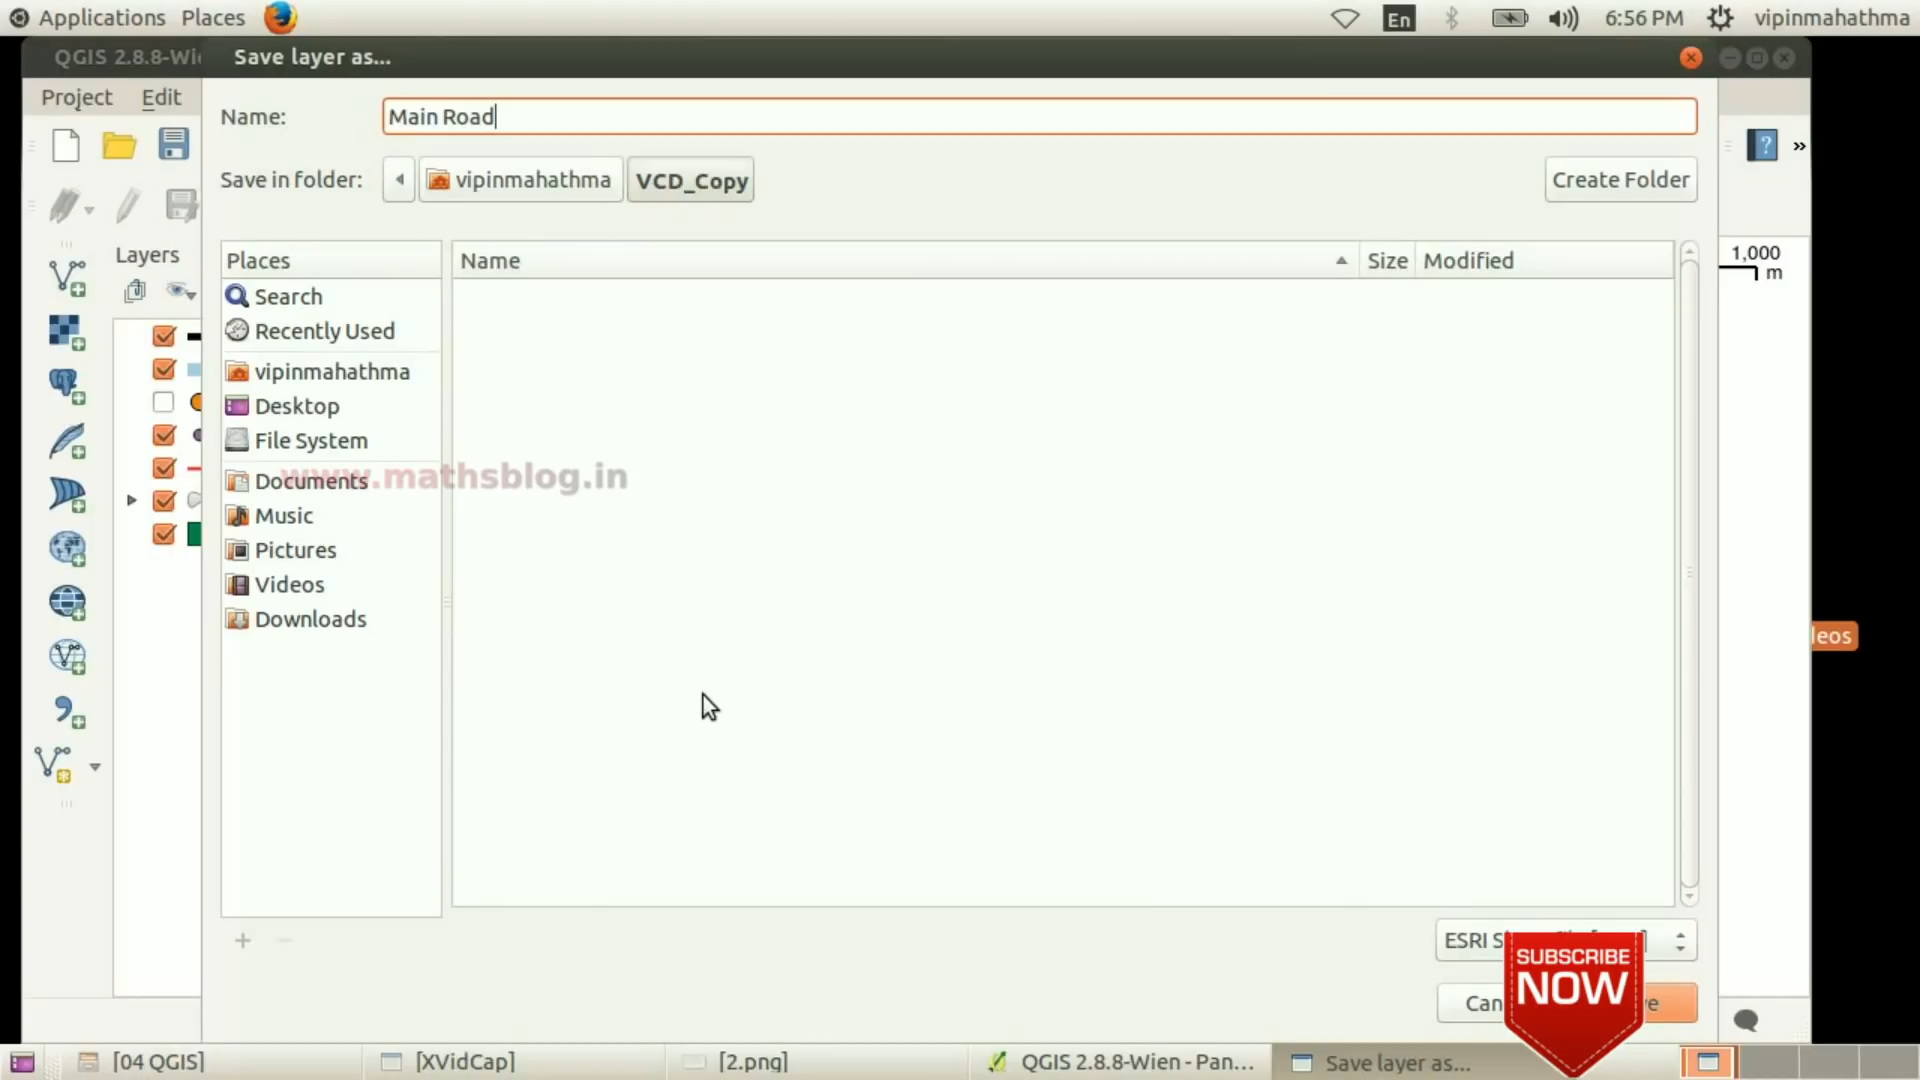 Applications Places En 6:56 PM vipinmahathma
QGIS 2.8.8-Wi Save layer as...
Project Edit
Name: Main Road
Save in folder: vipinmahathma VCD_Copy Create Folder
Layers
Places Name Size Modified
1,000
m
Search
Recently Used
vipinmahathma
Desktop
File System
www.mathsblog.in
Documents
Music
Pictures
Videos
Downloads
leos
ESRI S
SUBSCRIBE
NOW
Can
[04 QGIS] [XVidCap] [2.png] QGIS 2.8.8-Wien - Pan... Save layer as...